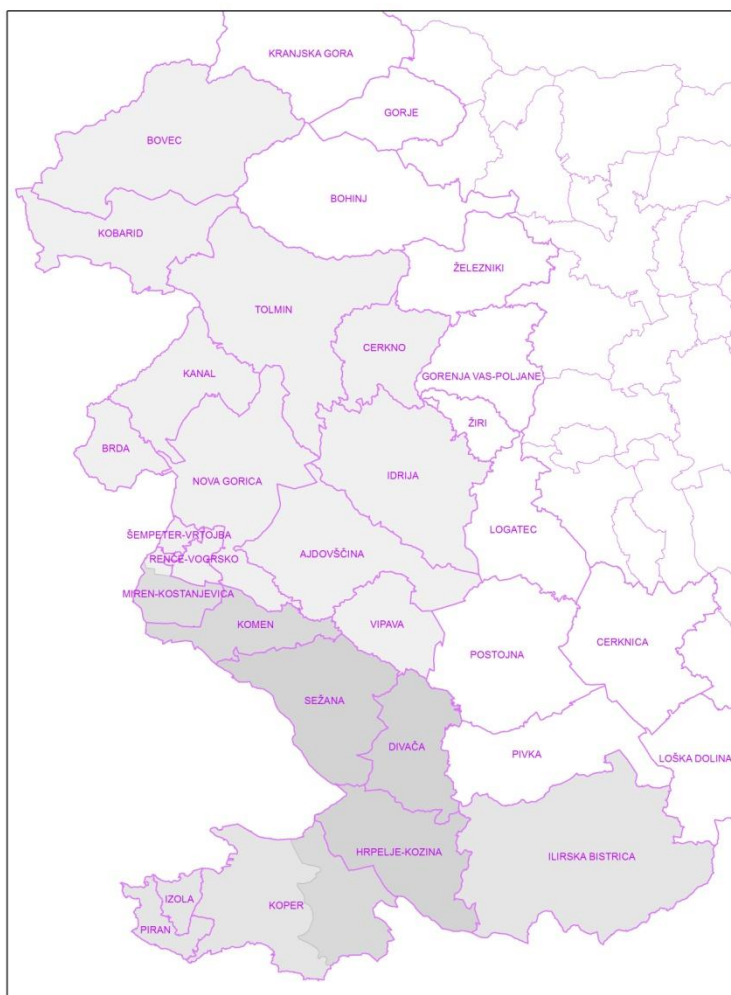 KRANJSKA GORA
GORJE
BOVEC
BOHINJ
KOBARID
ŽELEZNIKI
TOLMIN
CERKNO
KANAL
GORENJA VAS-POLJANE
ŽIRI
BRDA
NOVA GORICA
IDRIJA
LOGATEC
ŠEMPETER-VRTOJBA
AJDOVŠČINA
RENČE-VOGRSKO
MIREN-KOSTANJEVICA
KOMEN
VIPAVA
CERKNICA
POSTOJNA
SEŽANA
DIVAČA
PIVKA
LOŠKA DOLINA
HRPELJE-KOZINA
ILIRSKA BISTRICA
IZOLA
KOPER
PIRAN